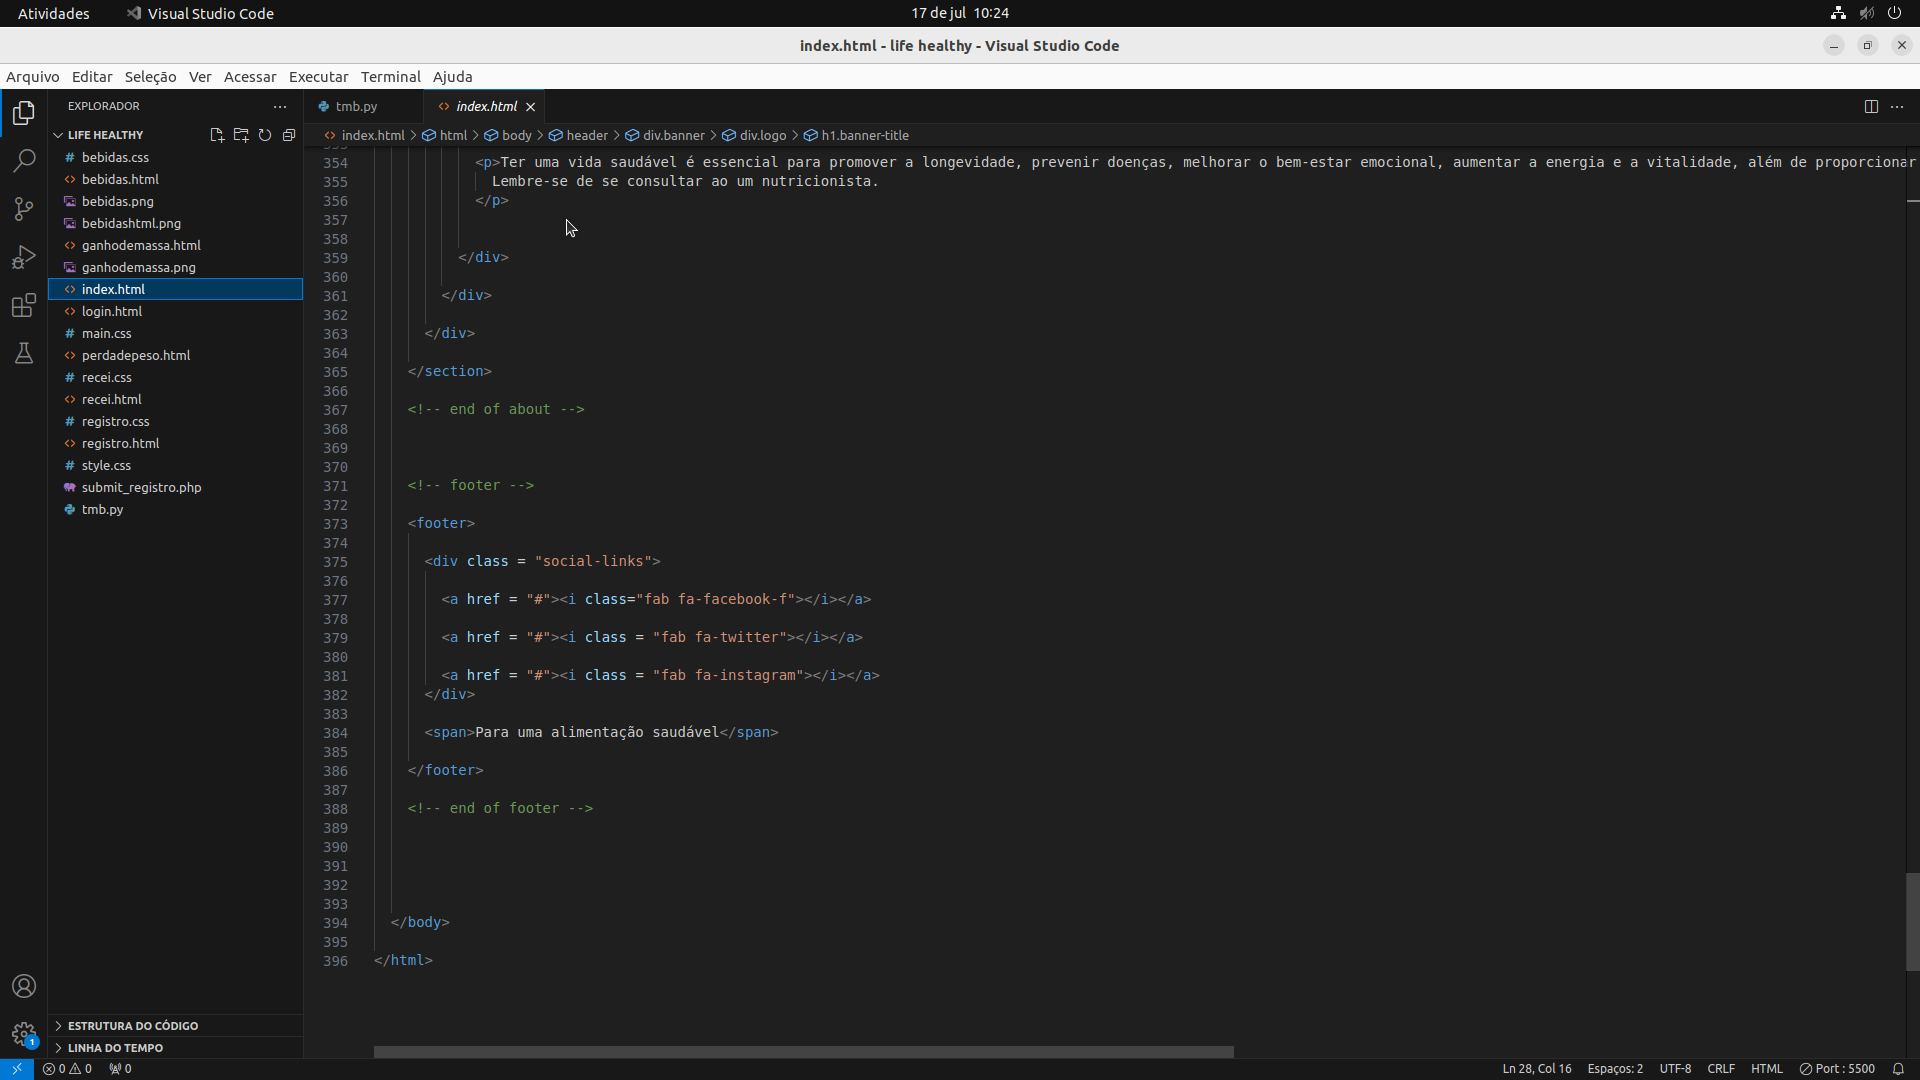 Atividades Visual Studio Code 17 de jul 10:24
index.html - life healthy - Visual Studio Code
Arquivo Editar Seleção Ver Acessar Executar Terminal Ajuda
EXPLORADOR
LIFE HEALTHY
bebidas.css
bebidas.html
bebidas.png
bebidashtml.png
ganhodemassa.html
ganhodemassa.png
index.html
login.html
main.css
perdadepeso.html
recei.css
recei.html
registro.css
registro.html
style.css
submit_registro.php
tmb.py
ESTRUTURA DO CÓDIGO
LINHA DO TEMPO
tmb.py index.html
index.html > html > body > header > div.banner > div.logo > h1.banner-title
354 <p>Ter uma vida saudável é essencial para promover a longevidade, prevenir doenças, melhorar o bem-estar emocional, aumentar a energia e a vitalidade, além de proporcionar
355 Lembre-se de se consultar ao um nutricionista.
356 </p>
357
358
359 </div>
360
361 </div>
362
363 </div>
364
365 </section>
366
367 <!-- end of about -->
368
369
370
371 <!-- footer -->
372
373 <footer>
374
375 <div class = "social-links">
376
377 <a href = "#"><i class="fab fa-facebook-f"></i></a>
378
379 <a href = "#"><i class = "fab fa-twitter"></i></a>
380
381 <a href = "#"><i class = "fab fa-instagram"></i></a>
382 </div>
383
384 <span>Para uma alimentação saudável</span>
385
386 </footer>
387
388 <!-- end of footer -->
389
390
391
392
393
394 </body>
395
396 </html>
1
0 0 0 Ln 28, Col 16 Espaços: 2 UTF-8 CRLF HTML Port : 5500